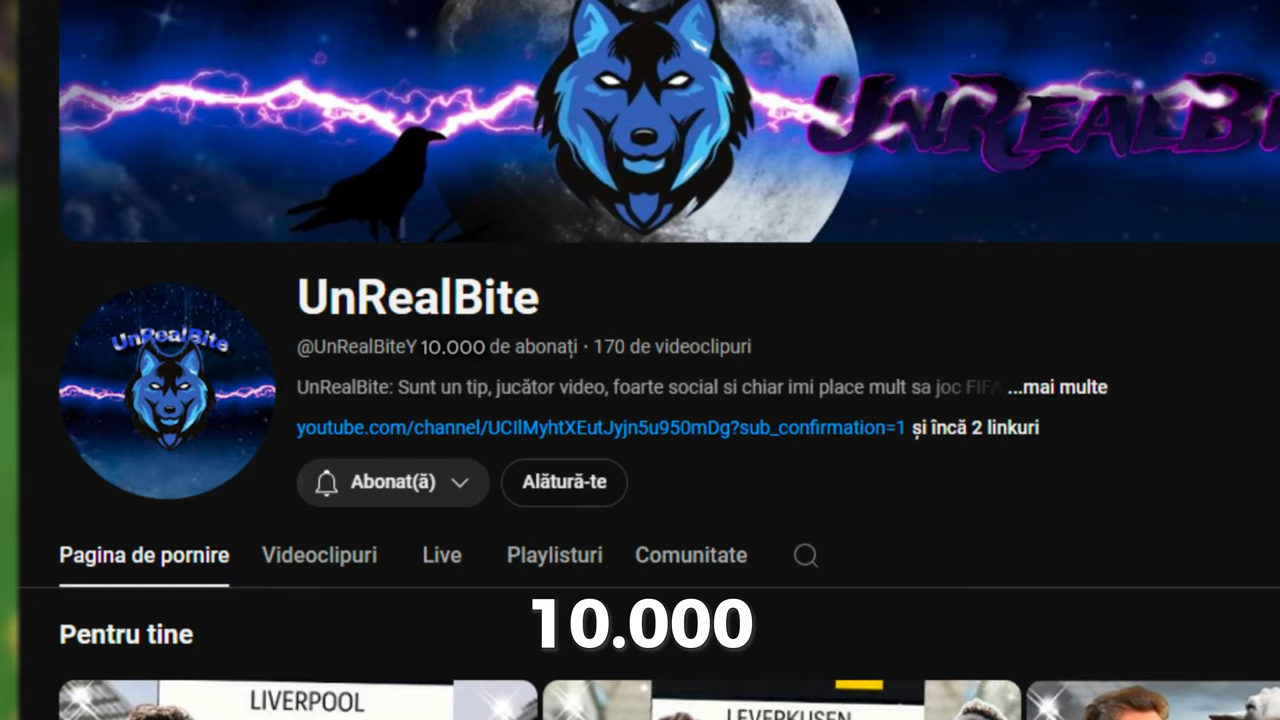 UnRealBi
UnRealBite
UnRealBite
@UnRealBiteY 10.000 de abonați · 170 de videoclipuri
UnRealBite: Sunt un tip, jucător video, foarte social si chiar imi place mult sa joc FIFA ...mai multe
youtube.com/channel/UCIlMyhtXEutJyjn5u950mDg?sub_confirmation=1 și încă 2 linkuri
Abonat(ă)
Alătură-te
Pagina de pornire Videoclipuri Live Playlisturi Comunitate
10.000
Pentru tine
LIVERPOOL
LEVERKUSEN